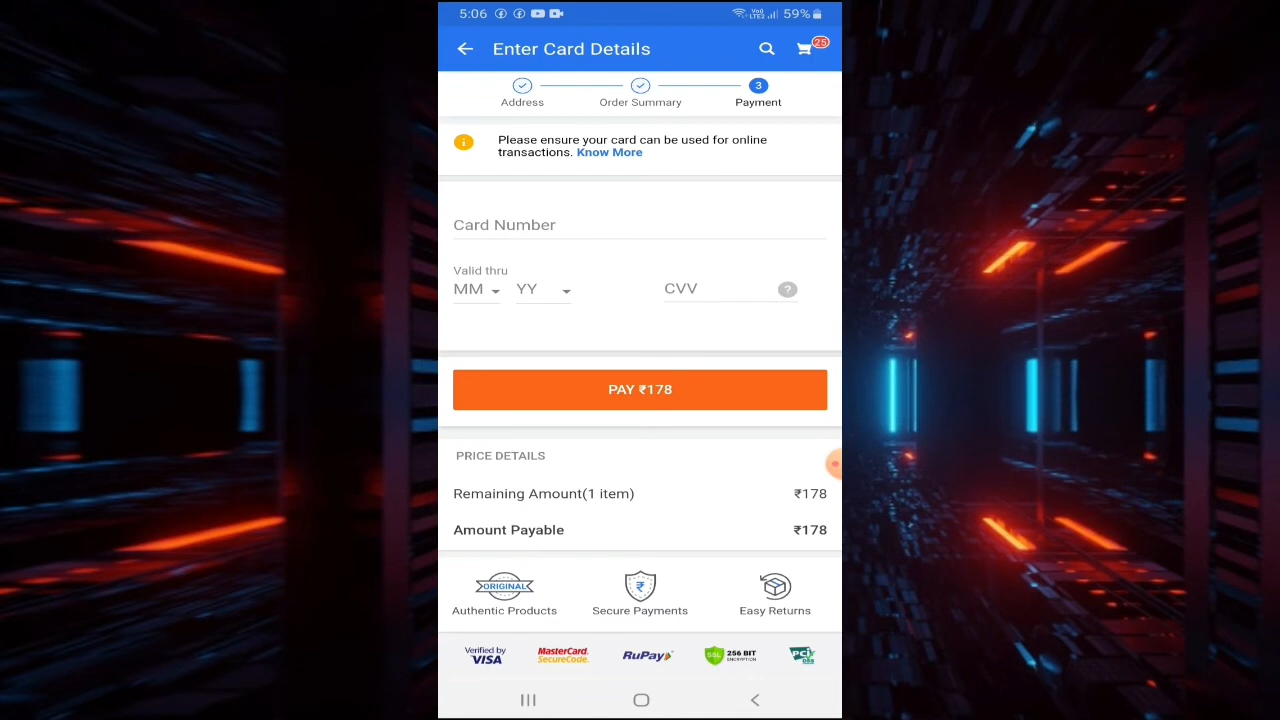 5:06 59%
Enter Card Details 25
3
Address Order Summary Payment
Please ensure your card can be used for online
transactions. Know More
Card Number
Valid thru
MM YY CVV ?
PAY ₹178
PRICE DETAILS
Remaining Amount(1 item) ₹178
Amount Payable ₹178
ORIGINAL ₹
Authentic Products Secure Payments Easy Returns
Verified by
VISA
MasterCard.
SecureCode.
RuPay
SSL 256 BIT
ENCRYPTION
PCI
DSS